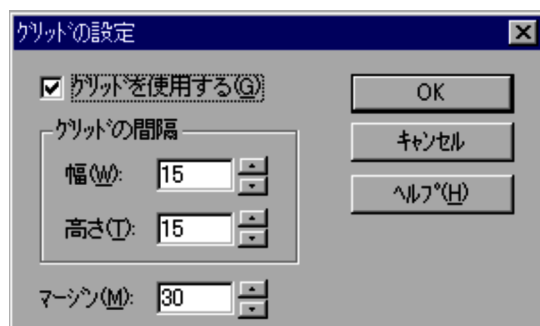 ｸﾞﾘｯﾄﾞの設定
ｸﾞﾘｯﾄﾞを使用する(G)
OK
ｸﾞﾘｯﾄﾞの間隔
ｷｬﾝｾﾙ
幅(W): 15
ﾍﾙﾌﾟ(H)
高さ(T): 15
ﾏｰｼﾞﾝ(M): 30